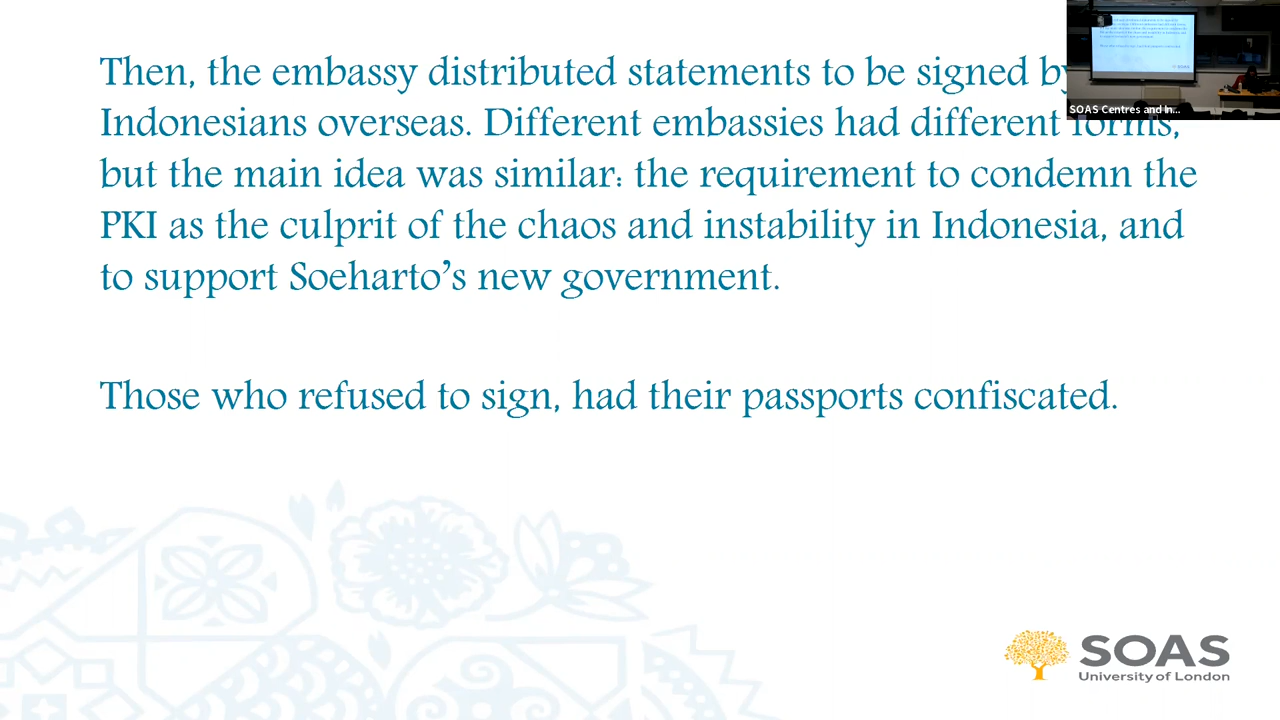 Then, the embassy distributed statements to be signed by
Indonesians overseas. Different embassies had different forms,
but the main idea was similar: the requirement to condemn the
PKI as the culprit of the chaos and instability in Indonesia, and
to support Soeharto's new government.
Those who refused to sign, had their passports confiscated.
SOAS Centres and In...
SOAS
University of London